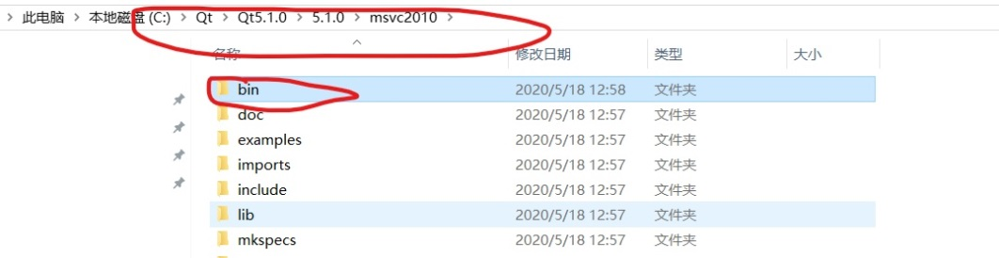 此电脑 > 本地磁盘 (C:) > Qt > Qt5.1.0 > 5.1.0 > msvc2010 >
名称 修改日期 类型 大小
bin 2020/5/18 12:58 文件夹
doc 2020/5/18 12:57 文件夹
examples 2020/5/18 12:57 文件夹
imports 2020/5/18 12:57 文件夹
include 2020/5/18 12:57 文件夹
lib 2020/5/18 12:57 文件夹
mkspecs 2020/5/18 12:57 文件夹